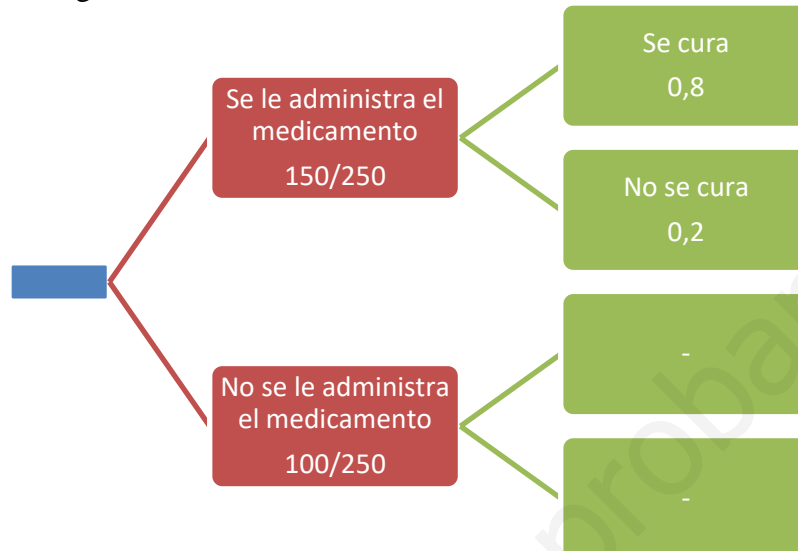 Se cura
0,8
Se le administra el
medicamento
150/250
No se cura
0,2
-
No se le administra
el medicamento
100/250
-